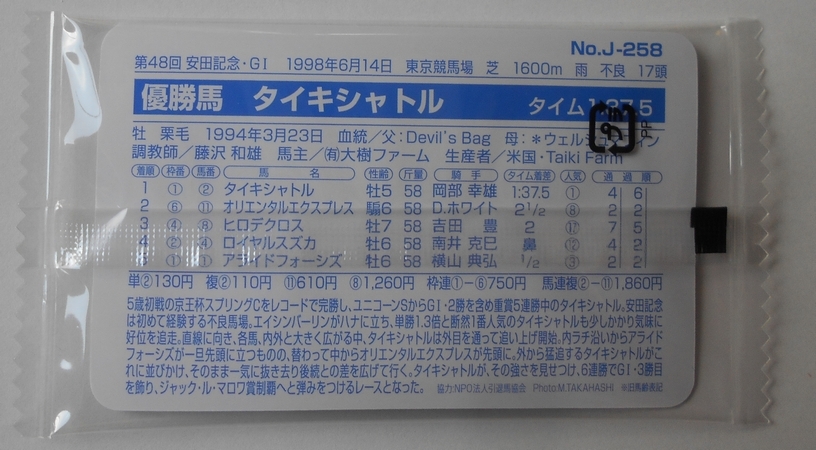 No.J-258
第48回 安田記念・GⅠ 1998年6月14日 東京競馬場 芝 1600m 雨 不良 17頭
優勝馬 タイキシャトル タイム1:37.5
牡 栗毛 1994年3月23日 血統/父:Devil's Bag 母:*ウェルシュマフィン
調教師/藤沢 和雄 馬主/㈲大樹ファーム 生産者/米国・Taiki Farm
着順 枠番 馬番 馬名 性齢 斤量 騎手 タイム着差 人気 通過順
1 ① ② タイキシャトル 牡5 58 岡部 幸雄 1:37.5 ① 4 6
2 ⑥ ⑪ オリエンタルエクスプレス 騸6 58 D.ホワイト 2 1/2 ⑧ 2 2
3 ④ ⑧ ヒロデクロス 牡7 58 吉田 豊 2 ⑰ 7 5
4 ② ④ ロイヤルスズカ 牡6 58 南井 克巳 鼻 ② 4 2
5 ① ① アライドフォーシズ 牡6 58 横山 典弘 1/2 ③ 2 2
単②130円 複②110円 ⑪610円 ⑧1,260円 枠連①-⑥750円 馬連複②-⑪1,860円
5歳初戦の京王杯スプリングCをレコードで完勝し、ユニコーンSからGⅠ・2勝を含め重賞5連勝中のタイキシャトル。安田記念
は初めて経験する不良馬場。エイシンバーリンがハナに立ち、単勝1.3倍と断然1番人気のタイキシャトルも少しかかり気味に
好位を追走。直線に向き、各馬、内外と大きく広がる中、タイキシャトルは外目を通って追い上げ開始。内ラチ沿いからアライド
フォーシズが一旦先頭に立つものの、替わって中からオリエンタルエクスプレスが先頭に。外から猛追するタイキシャトルがこ
れに並びかけ、そのまま一気に抜き去り後続との差を広げて行く。タイキシャトルが、その強さを見せつけ、6連勝でGⅠ・3勝目
を飾り、ジャック・ル・マロワ賞制覇へと弾みをつけるレースとなった。 協力:NPO法人引退馬協会 Photo:M.TAKAHASHI ※旧馬齢表記
PP